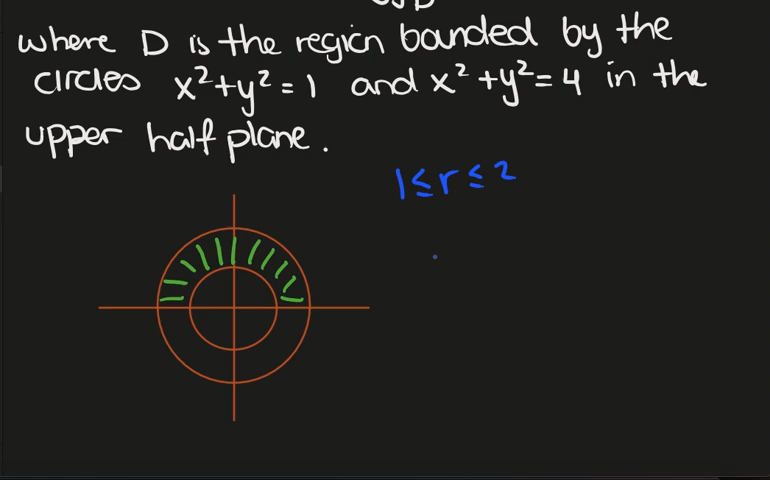 where D is the region bounded by the
circles x²+y²=1 and x²+y²=4 in the
upper half plane.
1≤r≤2